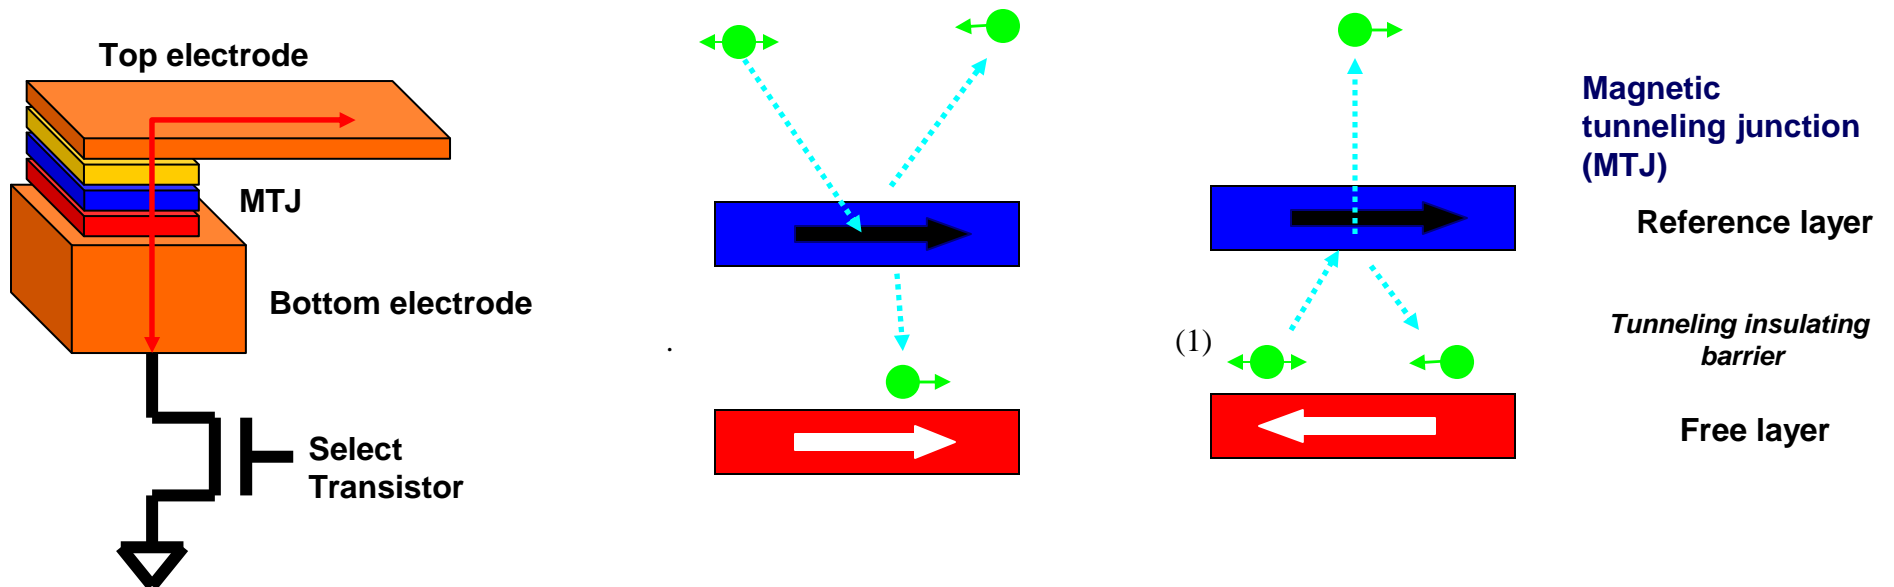 Top electrode
MTJ
Bottom electrode
Select
Transistor
.
(1)
Magnetic
tunneling junction
(MTJ)
Reference layer
Tunneling insulating
barrier
Free layer